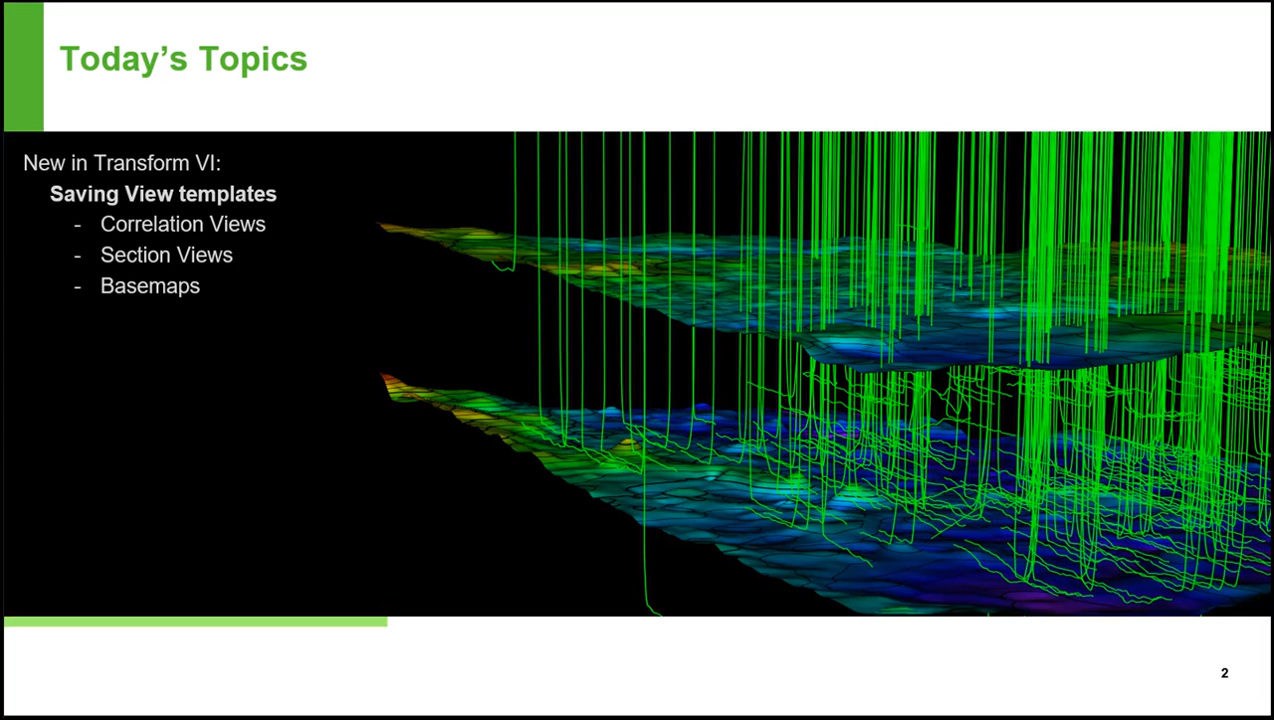 Today’s Topics
New in Transform VI:
Saving View templates
- Correlation Views
- Section Views
- Basemaps
2